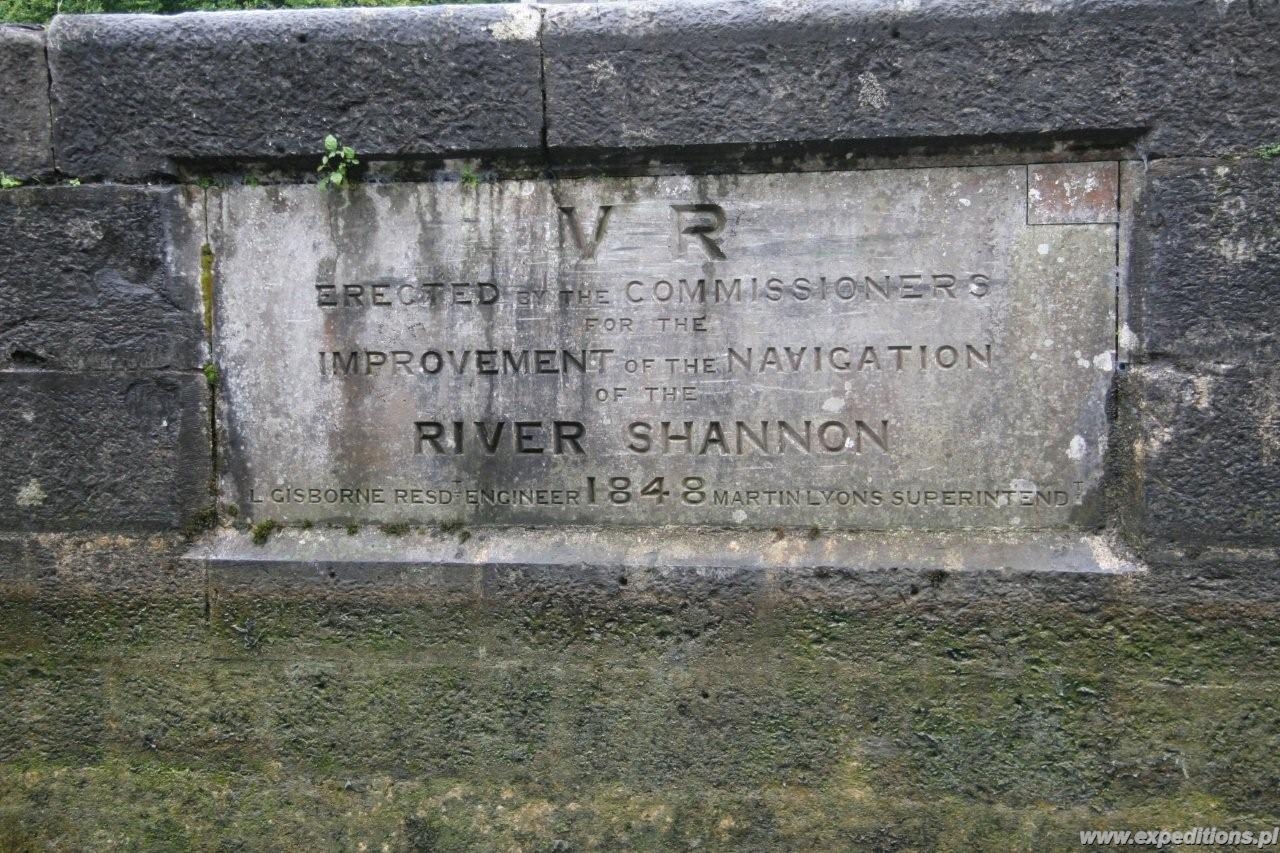 V R
ERECTED BY THE COMMISSIONERS
FOR THE
IMPROVEMENT OF THE NAVIGATION
OF THE
RIVER SHANNON
L GISBORNE RESDT ENGINEER 1848 MARTIN LYONS SUPERINTENDT
www.expeditions.pl